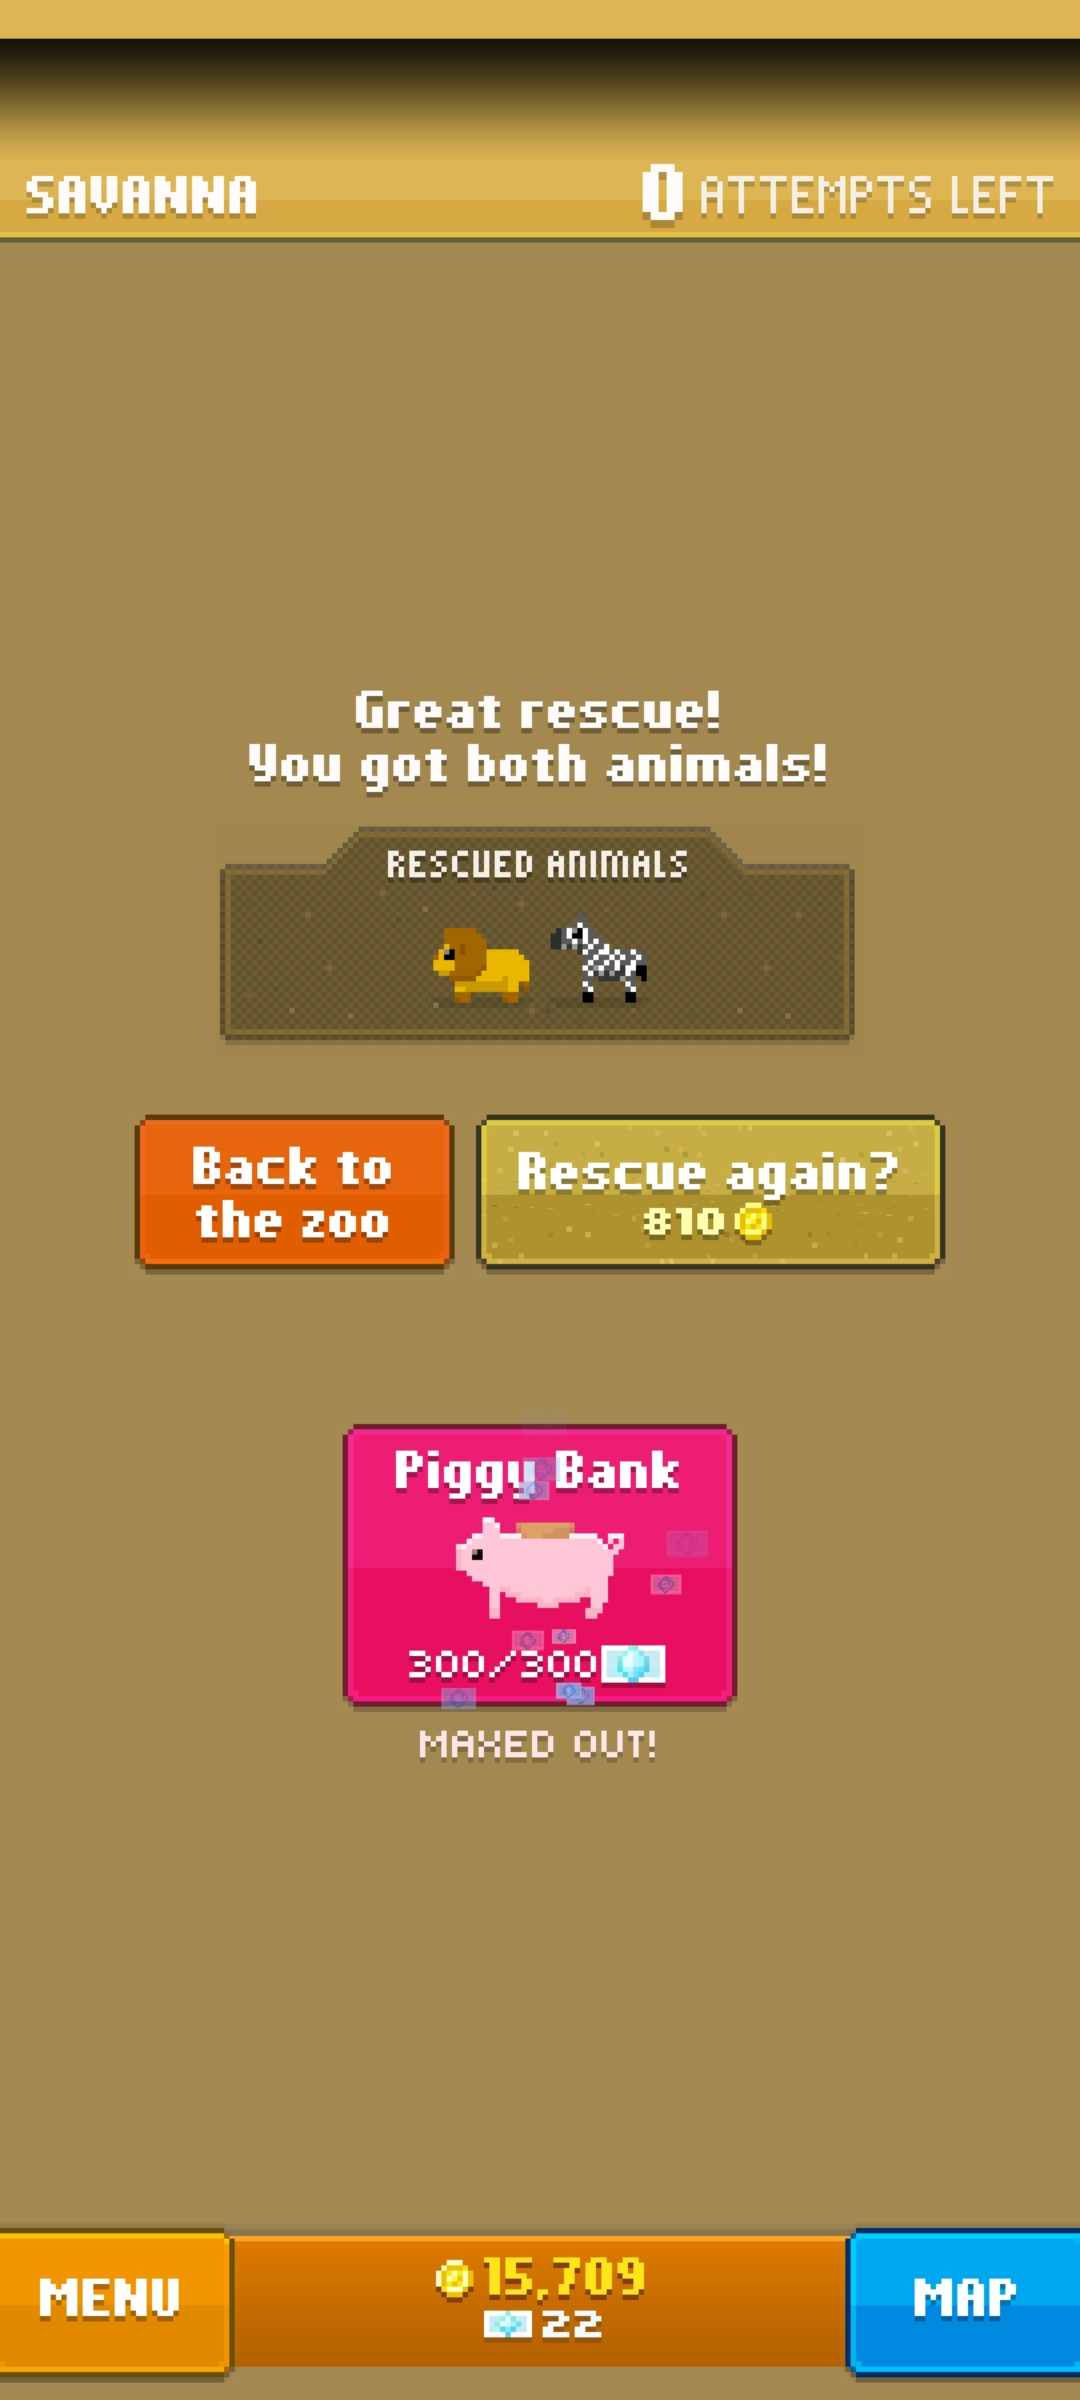 SAVANNA
0 ATTEMPTS LEFT
Great rescue!
You got both animals!
RESCUED ANIMALS
Back to
the zoo
Rescue again?
810
Piggy Bank
300/300
MAXED OUT!
MENU
15,709
22
MAP